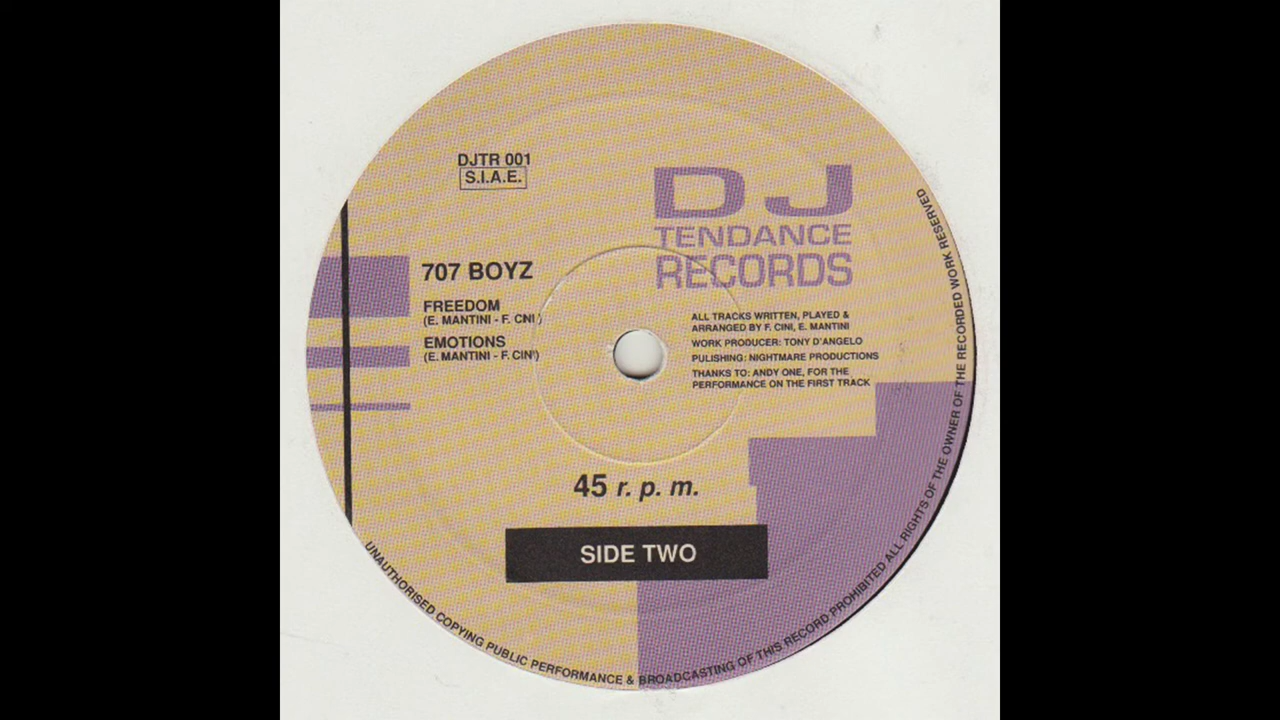 DJTR 001
S.I.A.E.
DJ
TENDANCE
RECORDS
707 BOYZ
FREEDOM
(E. MANTINI - F. CINI)
EMOTIONS
(E. MANTINI - F. CINI)
ALL TRACKS WRITTEN, PLAYED &
ARRANGED BY F. CINI, E. MANTINI
WORK PRODUCER: TONY D'ANGELO
PULISHING: NIGHTMARE PRODUCTIONS
THANKS TO: ANDY ONE, FOR THE
PERFORMANCE ON THE FIRST TRACK
45 r. p. m.
SIDE TWO
UNAUTHORISED COPYING PUBLIC PERFORMANCE & BROADCASTING OF THIS RECORD PROHIBITED ALL RIGHTS OF THE OWNER OF THE RECORDED WORK RESERVED